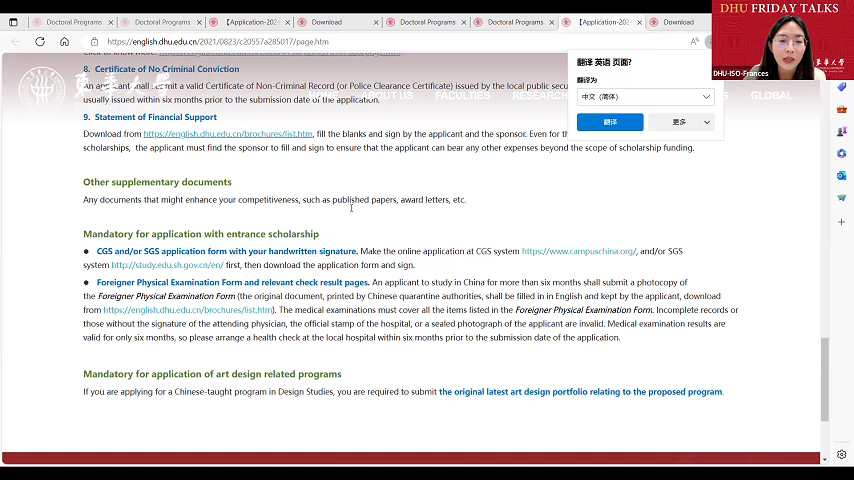 Doctoral Programs
Doctoral Programs
【Application-2024
Download
Doctoral Programs
Doctoral Programs
【Application-2024
Download
DHU FRIDAY TALKS
https://english.dhu.edu.cn/2021/0823/c20557a285017/page.htm
DHU-ISO-Frances
翻译 英语 页面?
翻译为
中文 (简体)
翻译
更多
8. Certificate of No Criminal Conviction
An applicant shall submit a valid Certificate of Non-Criminal Record (or Police Clearance Certificate) issued by the local public secu
usually issued within six months prior to the submission date of the application.
東華大學
HOME
ABOUT US
FACULTIES
RESEARCH
S
GLOBAL
9. Statement of Financial Support
Download from https://english.dhu.edu.cn/brochures/list.htm, fill the blanks and sign by the applicant and the sponsor. Even for th
scholarships, the applicant must find the sponsor to fill and sign to ensure that the applicant can bear any other expenses beyond the scope of scholarship funding.
Other supplementary documents
Any documents that might enhance your competitiveness, such as published papers, award letters, etc.
Mandatory for application with entrance scholarship
● CGS and/or SGS application form with your handwritten signature. Make the online application at CGS system https://www.campuschina.org/, and/or SGS
system http://study.edu.sh.gov.cn/en/ first, then download the application form and sign.
● Foreigner Physical Examination Form and relevant check result pages. An applicant to study in China for more than six months shall submit a photocopy of
the Foreigner Physical Examination Form (the original document, printed by Chinese quarantine authorities, shall be filled in in English and kept by the applicant, download
from https://english.dhu.edu.cn/brochures/list.htm). The medical examinations must cover all the items listed in the Foreigner Physical Examination Form. Incomplete records or
those without the signature of the attending physician, the official stamp of the hospital, or a sealed photograph of the applicant are invalid. Medical examination results are
valid for only six months, so please arrange a health check at the local hospital within six months prior to the submission date of the application.
Mandatory for application of art design related programs
If you are applying for a Chinese-taught program in Design Studies, you are required to submit the original latest art design portfolio relating to the proposed program.